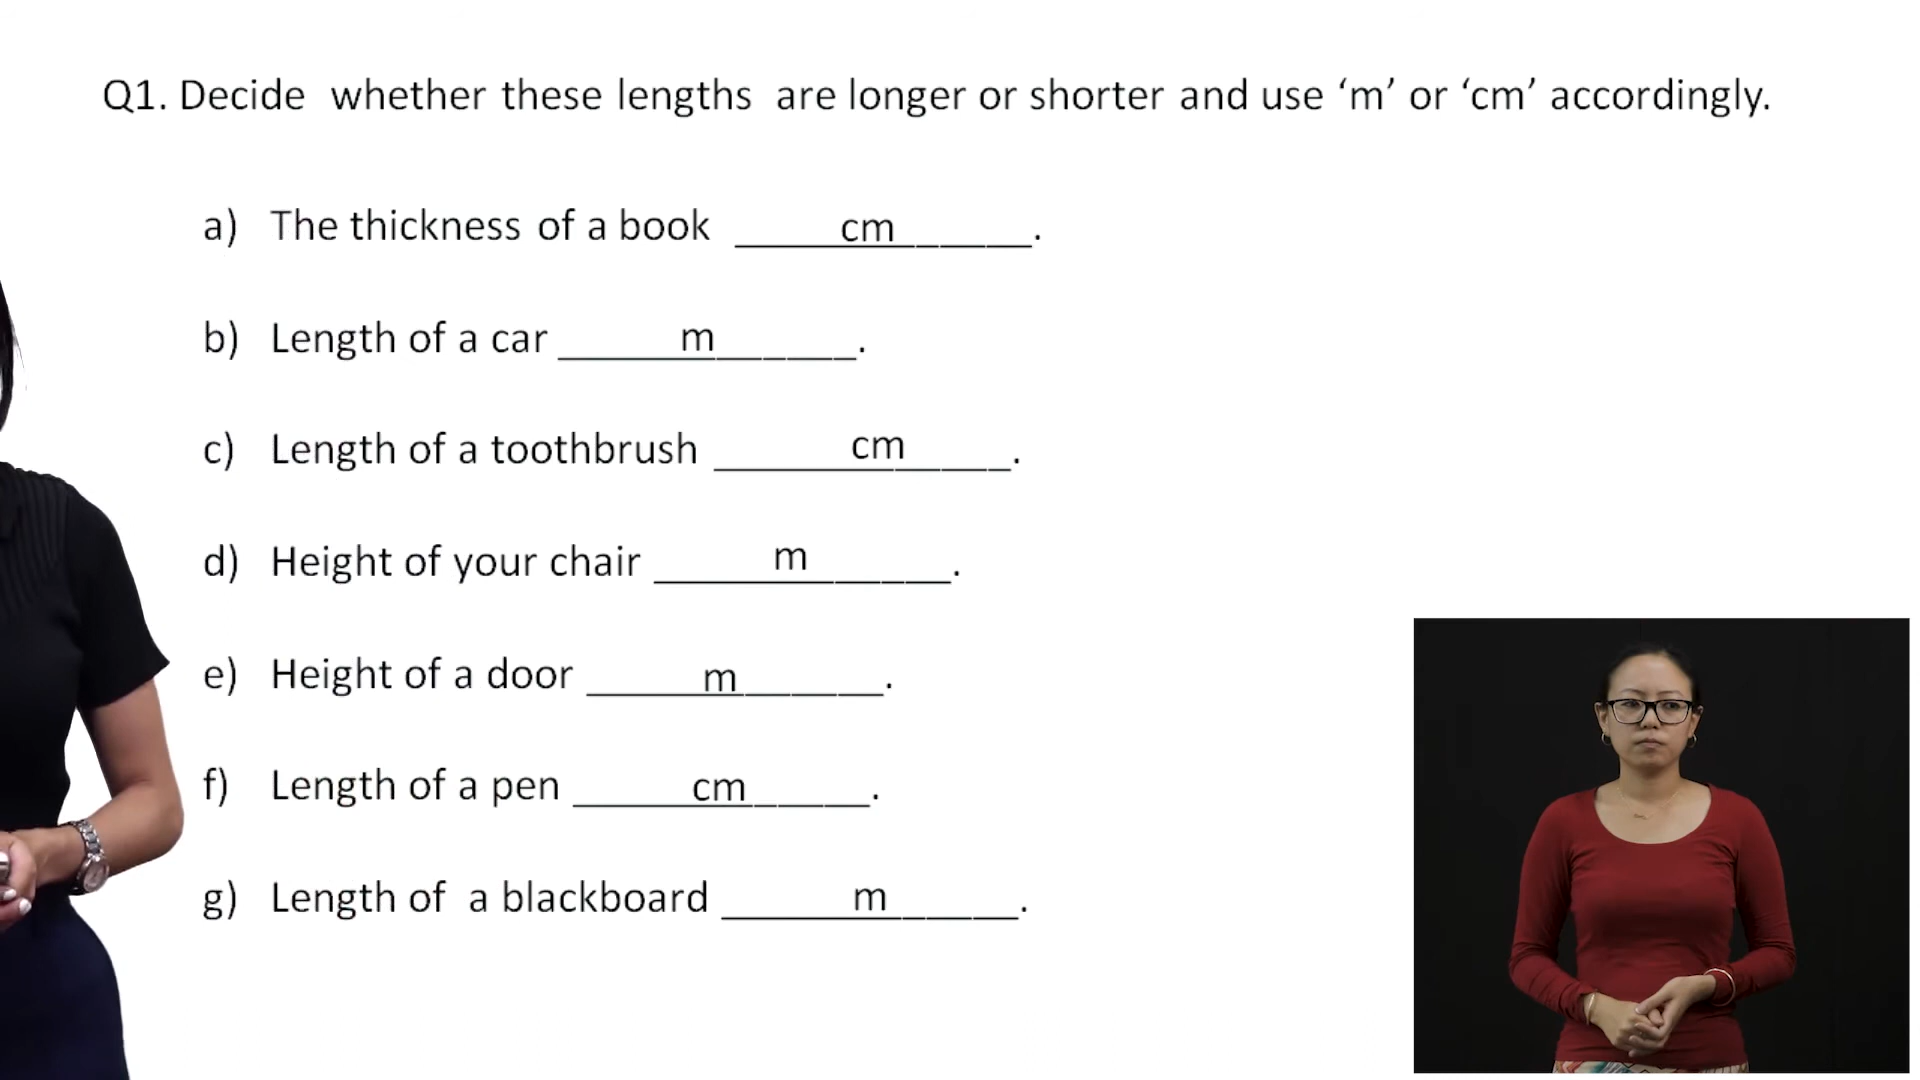 Q1. Decide whether these lengths are longer or shorter and use ‘m’ or ‘cm’ accordingly.
a) The thickness of a book ______cm______.
b) Length of a car ______m______.
c) Length of a toothbrush ______cm______.
d) Height of your chair ______m______.
e) Height of a door ______m______.
f) Length of a pen ______cm______.
g) Length of a blackboard ______m______.